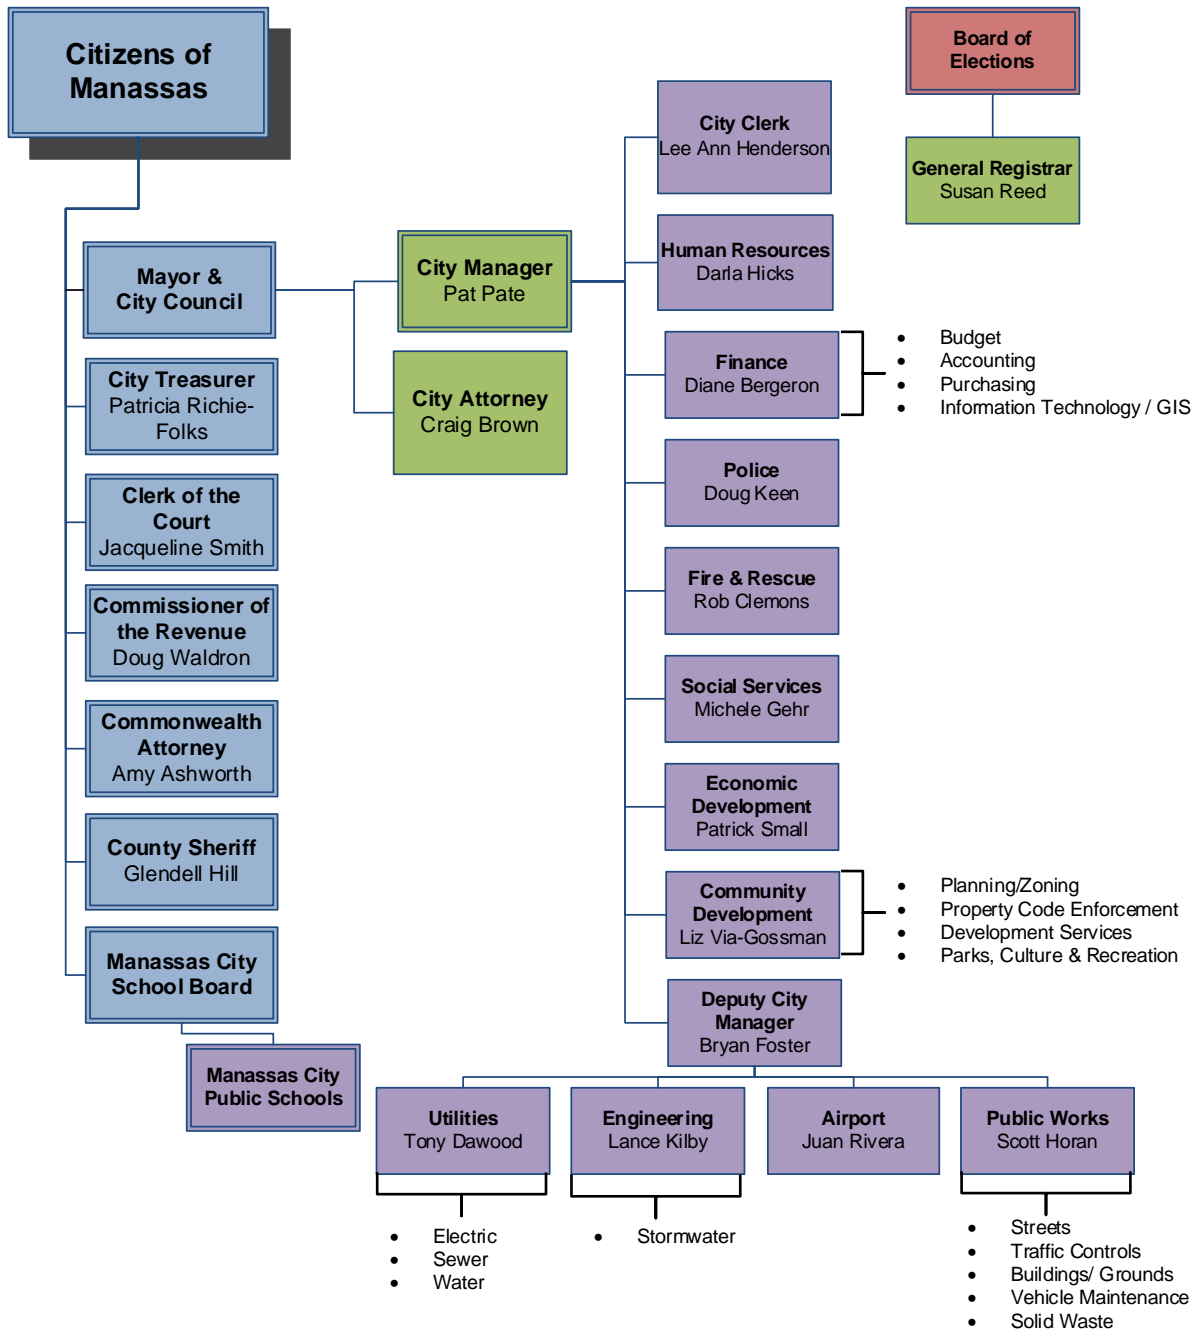 Citizens of
Manassas
Board of
Elections
General Registrar
Susan Reed
Mayor &
City Council
City Treasurer
Patricia Richie-
Folks
Clerk of the
Court
Jacqueline Smith
Commissioner of
the Revenue
Doug Waldron
Commonwealth
Attorney
Amy Ashworth
County Sheriff
Glendell Hill
Manassas City
School Board
Manassas City
Public Schools
City Manager
Pat Pate
City Attorney
Craig Brown
City Clerk
Lee Ann Henderson
Human Resources
Darla Hicks
Finance
Diane Bergeron
• Budget
• Accounting
• Purchasing
• Information Technology / GIS
Police
Doug Keen
Fire & Rescue
Rob Clemons
Social Services
Michele Gehr
Economic
Development
Patrick Small
Community
Development
Liz Via-Gossman
• Planning/Zoning
• Property Code Enforcement
• Development Services
• Parks, Culture & Recreation
Deputy City
Manager
Bryan Foster
Utilities
Tony Dawood
• Electric
• Sewer
• Water
Engineering
Lance Kilby
• Stormwater
Airport
Juan Rivera
Public Works
Scott Horan
• Streets
• Traffic Controls
• Buildings/ Grounds
• Vehicle Maintenance
• Solid Waste